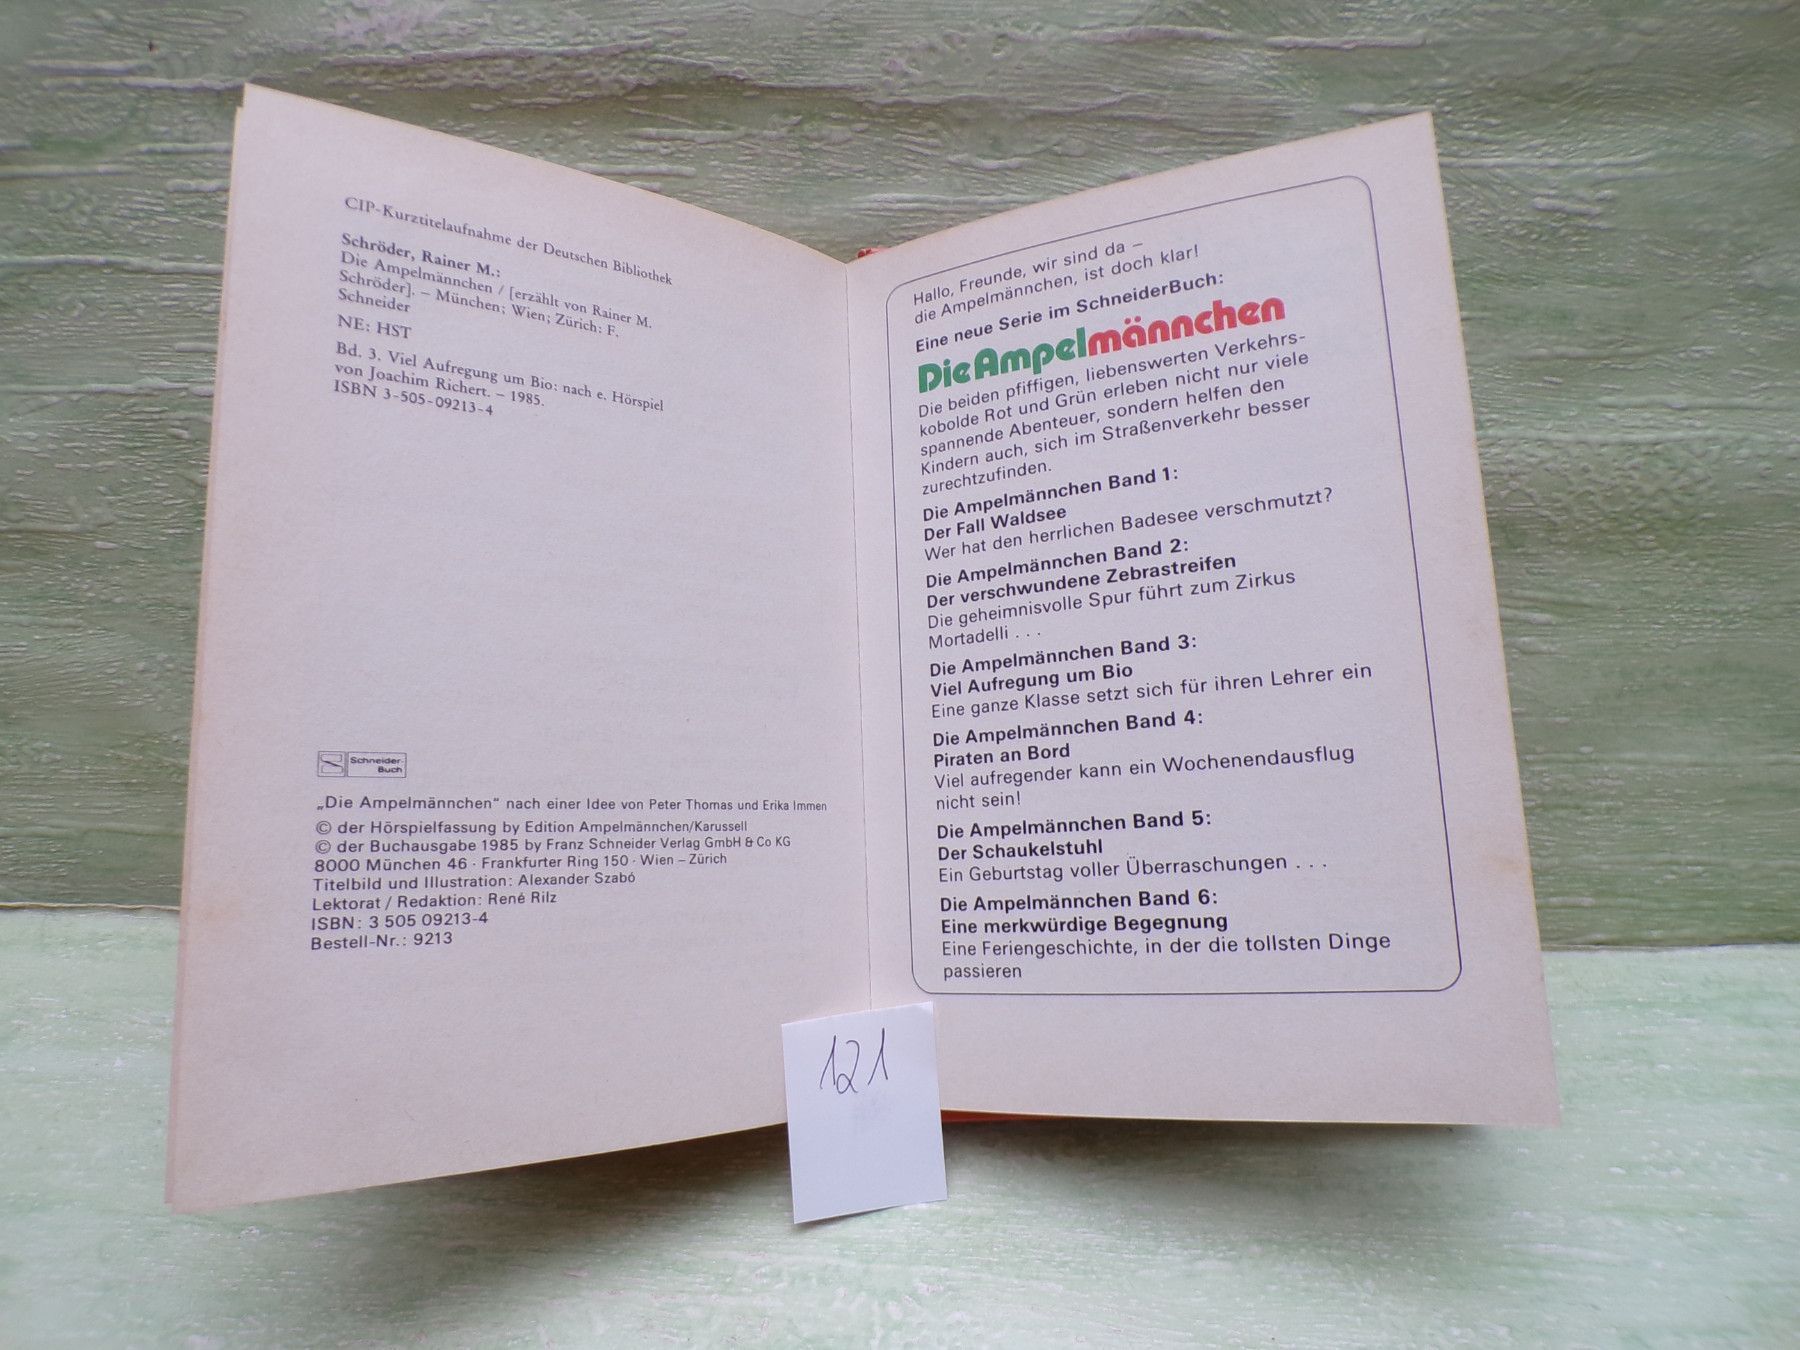 CIP-Kurztitelaufnahme der Deutschen Bibliothek
Schröder, Rainer M.:
Die Ampelmännchen / [erzählt von Rainer M.
Schröder]. – München; Wien; Zürich: F.
Schneider
NE: HST
Bd. 3. Viel Aufregung um Bio: nach e. Hörspiel
von Joachim Richert. – 1985.
ISBN 3-505-09213-4
Schneider-
Buch
„Die Ampelmännchen“ nach einer Idee von Peter Thomas und Erika Immen
© der Hörspielfassung by Edition Ampelmännchen/Karussell
© der Buchausgabe 1985 by Franz Schneider Verlag GmbH & Co KG
8000 München 46 · Frankfurter Ring 150 · Wien – Zürich
Titelbild und Illustration: Alexander Szabó
Lektorat / Redaktion: René Rilz
ISBN: 3 505 09213-4
Bestell-Nr.: 9213
Hallo, Freunde, wir sind da –
die Ampelmännchen, ist doch klar!
Eine neue Serie im SchneiderBuch:
Die Ampelmännchen
Die beiden pfiffigen, liebenswerten Verkehrs-
kobolde Rot und Grün erleben nicht nur viele
spannende Abenteuer, sondern helfen den
Kindern auch, sich im Straßenverkehr besser
zurechtzufinden.
Die Ampelmännchen Band 1:
Der Fall Waldsee
Wer hat den herrlichen Badesee verschmutzt?
Die Ampelmännchen Band 2:
Der verschwundene Zebrastreifen
Die geheimnisvolle Spur führt zum Zirkus
Mortadelli . . .
Die Ampelmännchen Band 3:
Viel Aufregung um Bio
Eine ganze Klasse setzt sich für ihren Lehrer ein
Die Ampelmännchen Band 4:
Piraten an Bord
Viel aufregender kann ein Wochenendausflug
nicht sein!
Die Ampelmännchen Band 5:
Der Schaukelstuhl
Ein Geburtstag voller Überraschungen . . .
Die Ampelmännchen Band 6:
Eine merkwürdige Begegnung
Eine Feriengeschichte, in der die tollsten Dinge
passieren
121